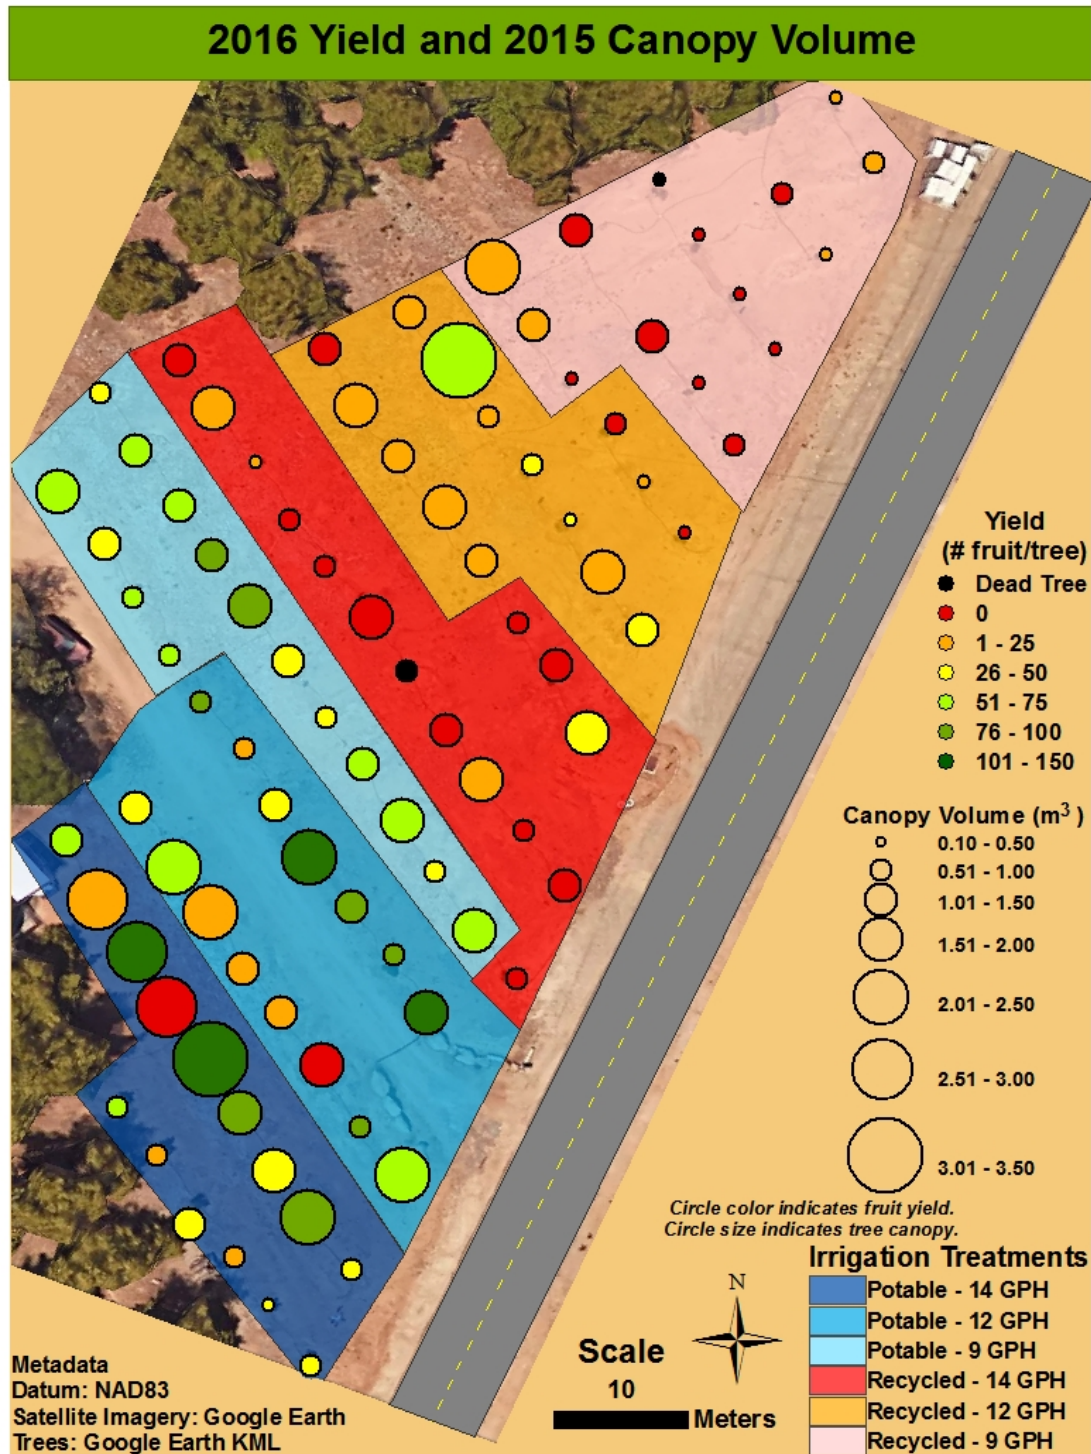 2016 Yield and 2015 Canopy Volume
Yield
(# fruit/tree)
Dead Tree
0
1 - 25
26 - 50
51 - 75
76 - 100
101 - 150
Canopy Volume (m³ )
0.10 - 0.50
0.51 - 1.00
1.01 - 1.50
1.51 - 2.00
2.01 - 2.50
2.51 - 3.00
3.01 - 3.50
Circle color indicates fruit yield.
Circle size indicates tree canopy.
Irrigation Treatments
Potable - 14 GPH
Potable - 12 GPH
Potable - 9 GPH
Recycled - 14 GPH
Recycled - 12 GPH
Recycled - 9 GPH
N
Scale
10
Meters
Metadata
Datum: NAD83
Satellite Imagery: Google Earth
Trees: Google Earth KML